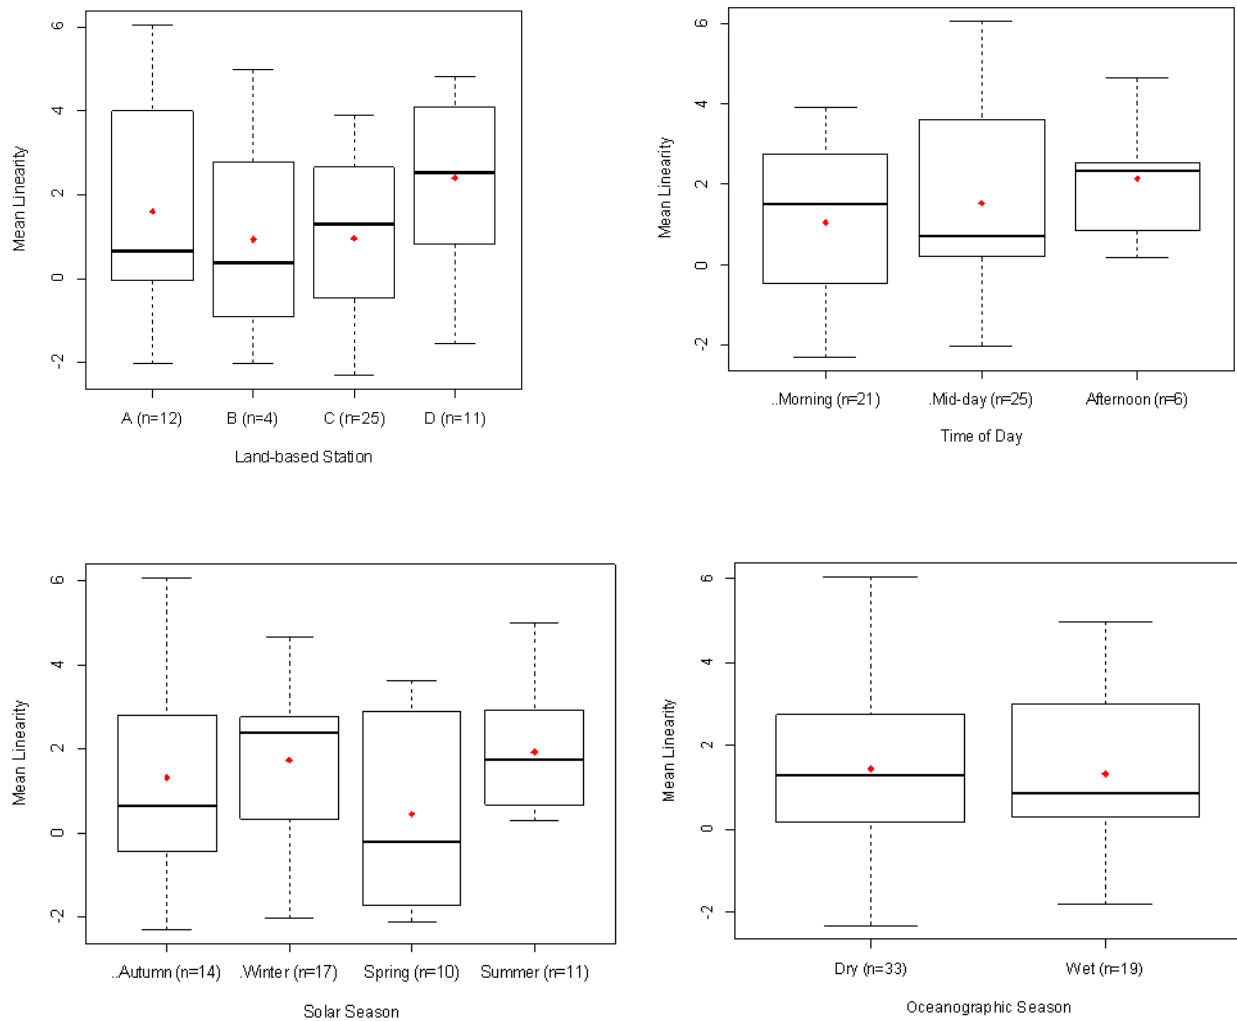 6
4
2
0
-2
Mean Linearity
A (n=12) B (n=4) C (n=25) D (n=11)
Land-based Station
6
4
2
0
-2
Mean Linearity
..Morning (n=21) .Mid-day (n=25) Afternoon (n=6)
Time of Day
6
4
2
0
-2
Mean Linearity
..Autumn (n=14) .Winter (n=17) Spring (n=10) Summer (n=11)
Solar Season
6
4
2
0
-2
Mean Linearity
Dry (n=33) Wet (n=19)
Oceanographic Season